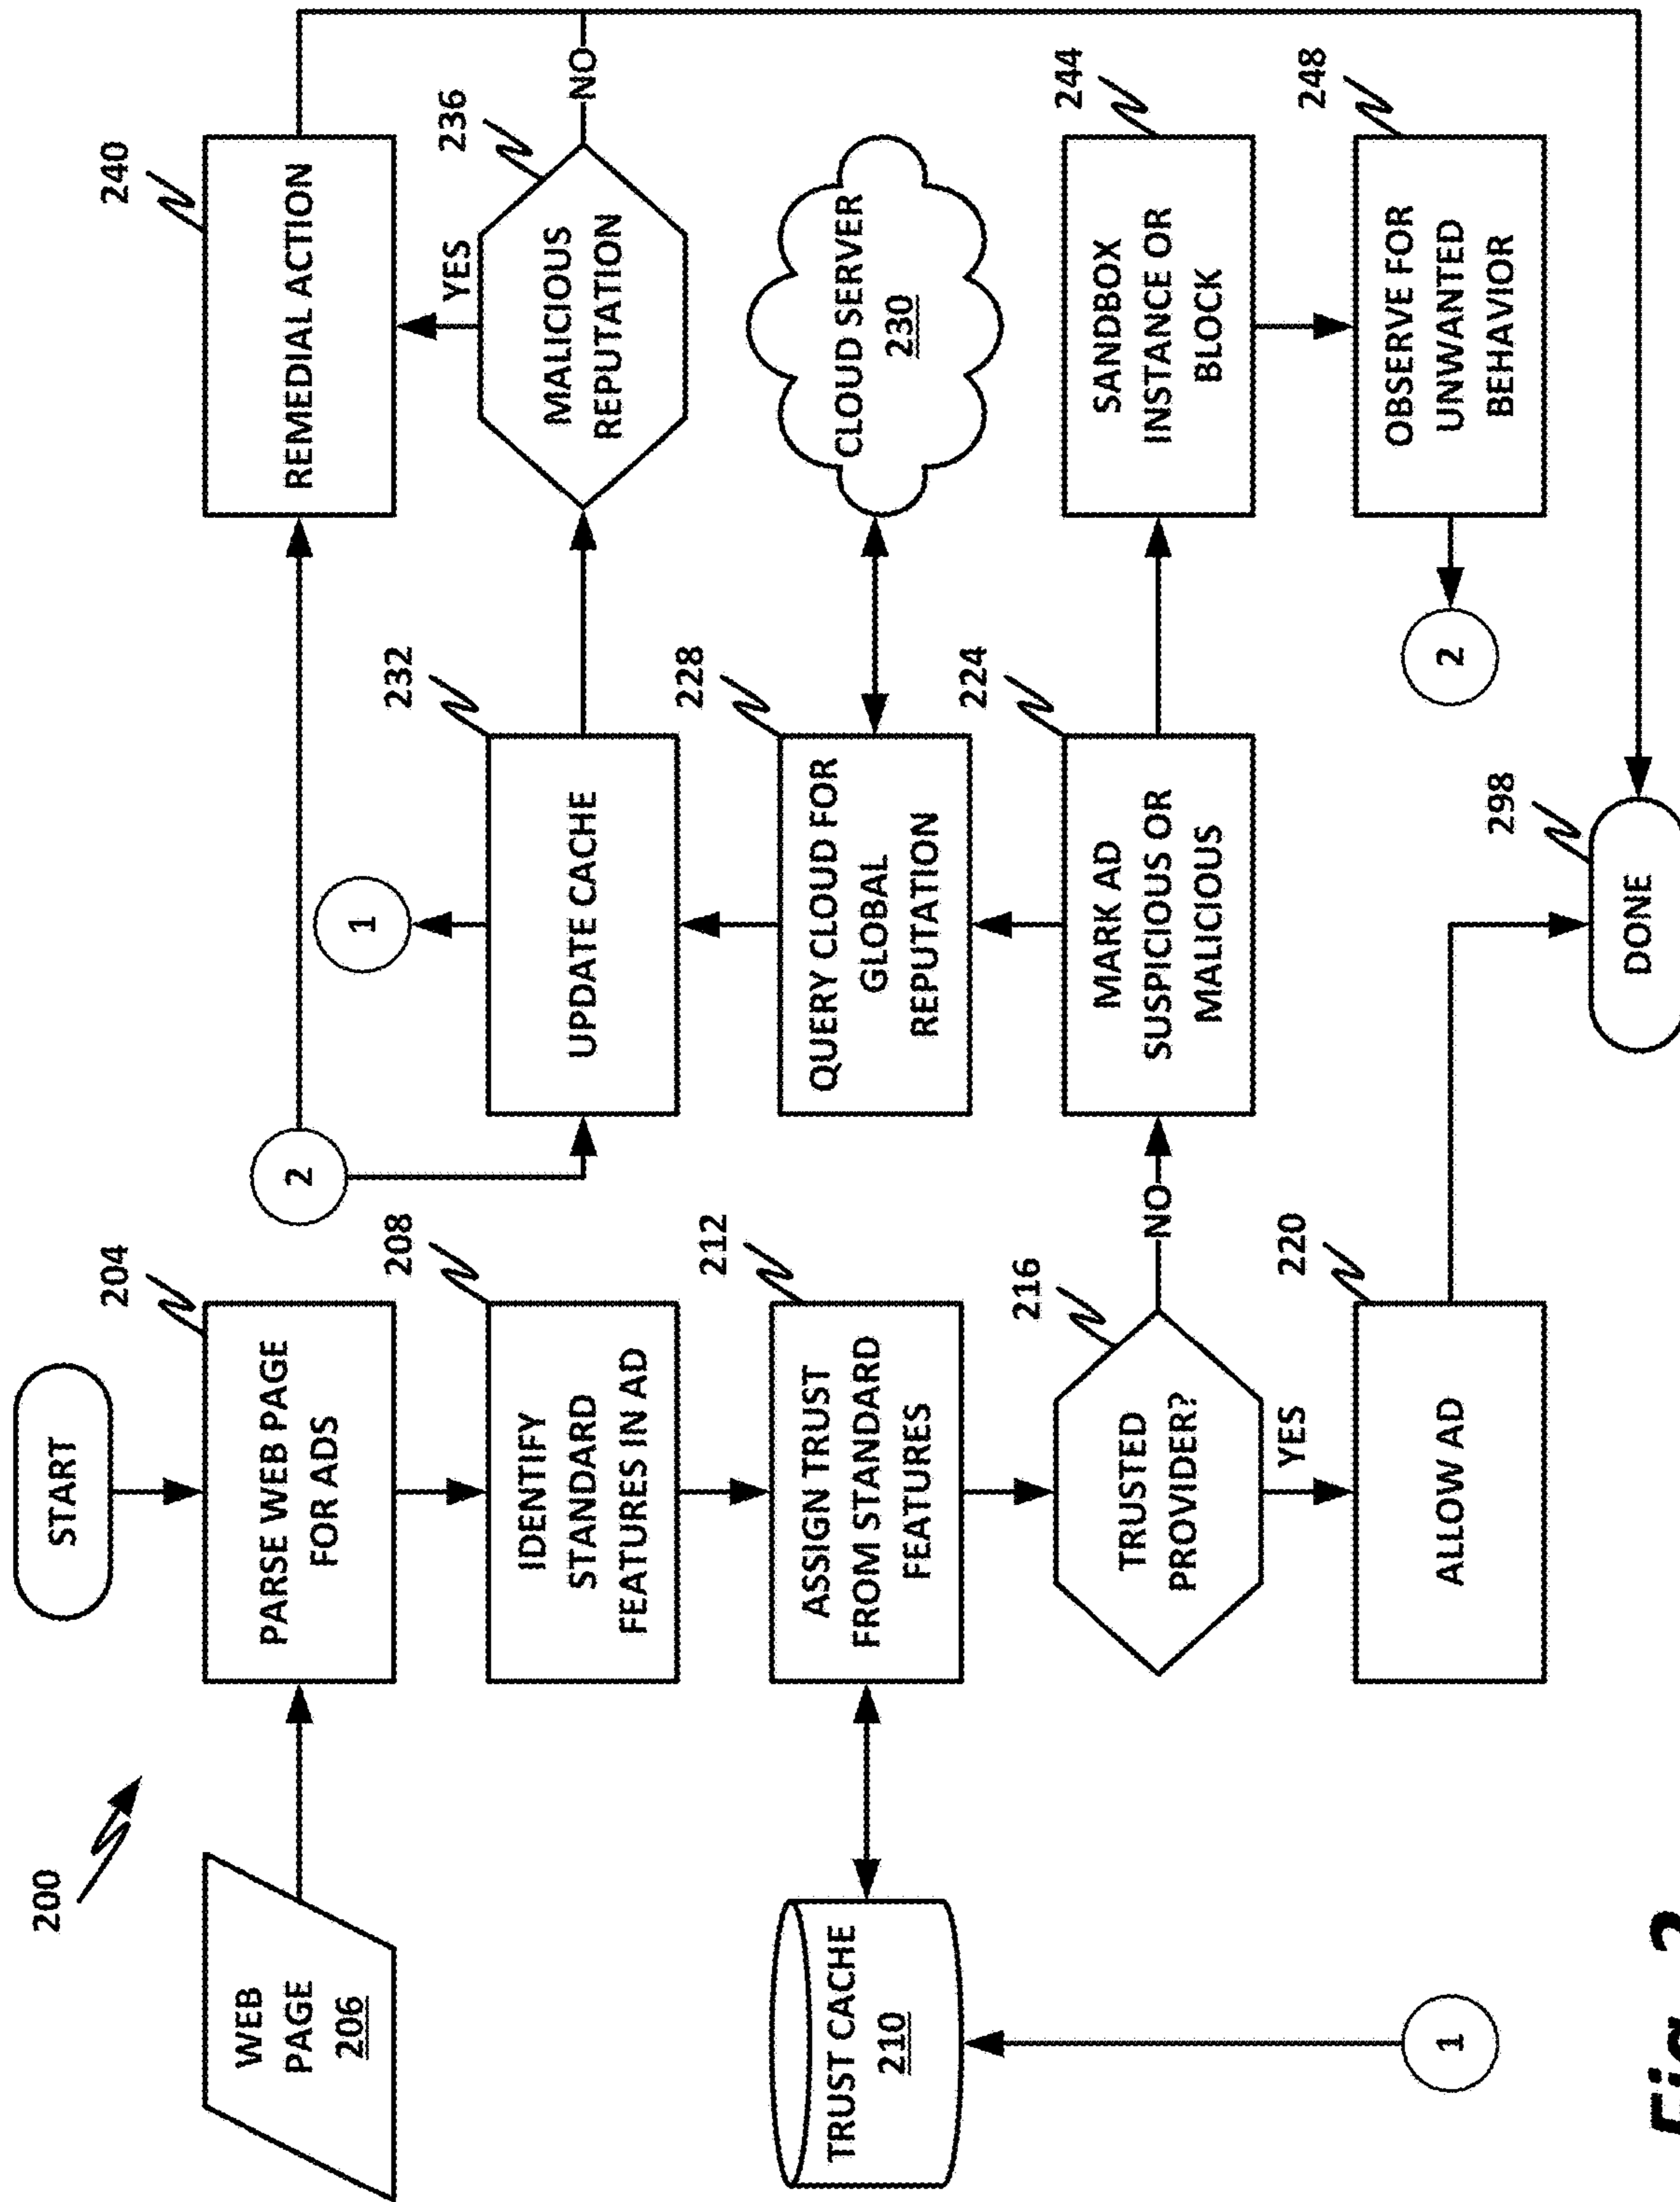 200
START
WEB
PAGE
206
204
PARSE WEB PAGE
FOR ADS
208
IDENTIFY
STANDARD
FEATURES IN AD
TRUST CACHE
210
212
ASSIGN TRUST
FROM STANDARD
FEATURES
216
TRUSTED
PROVIDER?
NO
YES
220
ALLOW AD
1
2
1
232
UPDATE CACHE
228
QUERY CLOUD FOR
GLOBAL
REPUTATION
224
MARK AD
SUSPICIOUS OR
MALICIOUS
240
REMEDIAL ACTION
YES
236
MALICIOUS
REPUTATION
NO
CLOUD SERVER
230
244
SANDBOX
INSTANCE OR
BLOCK
248
OBSERVE FOR
UNWANTED
BEHAVIOR
2
298
DONE
Fig. 2